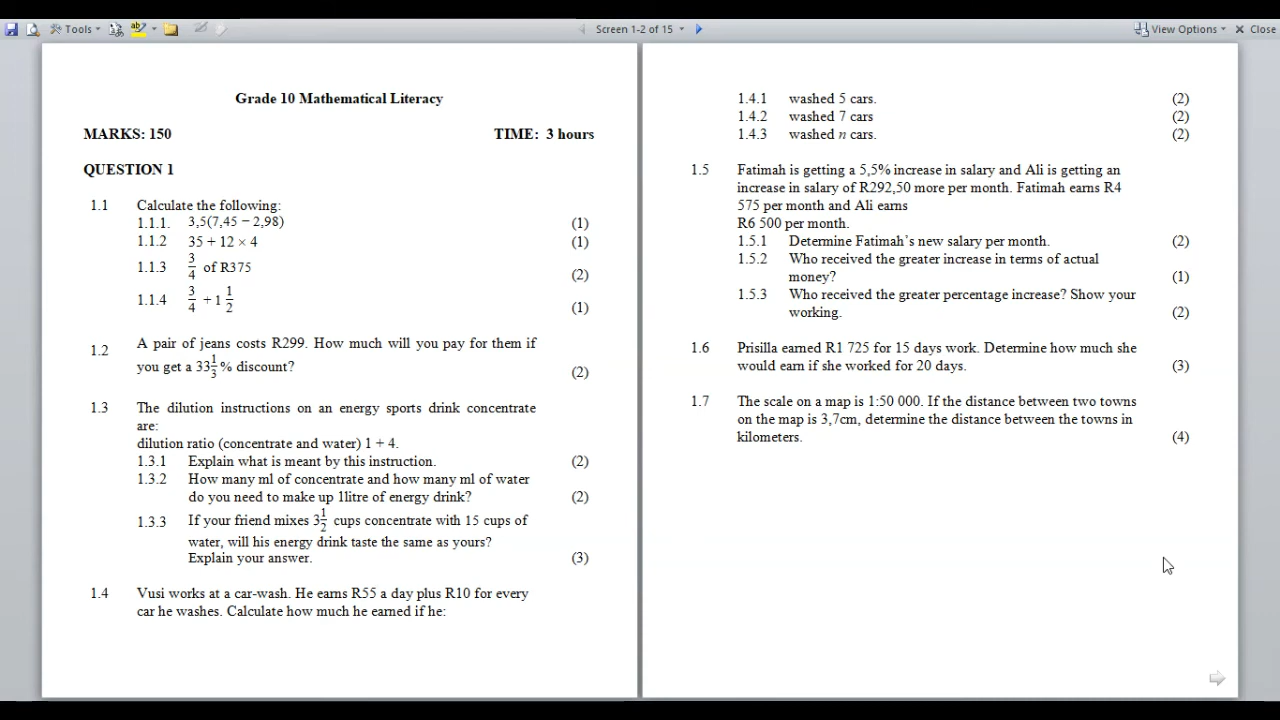 Tools
Screen 1-2 of 15
View Options
Close
Grade 10 Mathematical Literacy
MARKS: 150 TIME: 3 hours
QUESTION 1
1.1 Calculate the following:
1.1.1. 3,5(7,45 − 2,98) (1)
1.1.2 35 + 12 × 4 (1)
1.1.3 3/4 of R375 (2)
1.1.4 3/4 + 1 1/2 (1)
1.2 A pair of jeans costs R299. How much will you pay for them if
you get a 33 1/3 % discount? (2)
1.3 The dilution instructions on an energy sports drink concentrate
are:
dilution ratio (concentrate and water) 1 + 4.
1.3.1 Explain what is meant by this instruction. (2)
1.3.2 How many ml of concentrate and how many ml of water
do you need to make up 1litre of energy drink? (2)
1.3.3 If your friend mixes 3 1/2 cups concentrate with 15 cups of
water, will his energy drink taste the same as yours?
Explain your answer. (3)
1.4 Vusi works at a car-wash. He earns R55 a day plus R10 for every
car he washes. Calculate how much he earned if he:
1.4.1 washed 5 cars. (2)
1.4.2 washed 7 cars (2)
1.4.3 washed n cars. (2)
1.5 Fatimah is getting a 5,5% increase in salary and Ali is getting an
increase in salary of R292,50 more per month. Fatimah earns R4
575 per month and Ali earns
R6 500 per month.
1.5.1 Determine Fatimah's new salary per month. (2)
1.5.2 Who received the greater increase in terms of actual
money? (1)
1.5.3 Who received the greater percentage increase? Show your
working. (2)
1.6 Prisilla earned R1 725 for 15 days work. Determine how much she
would earn if she worked for 20 days. (3)
1.7 The scale on a map is 1:50 000. If the distance between two towns
on the map is 3,7cm, determine the distance between the towns in
kilometers. (4)